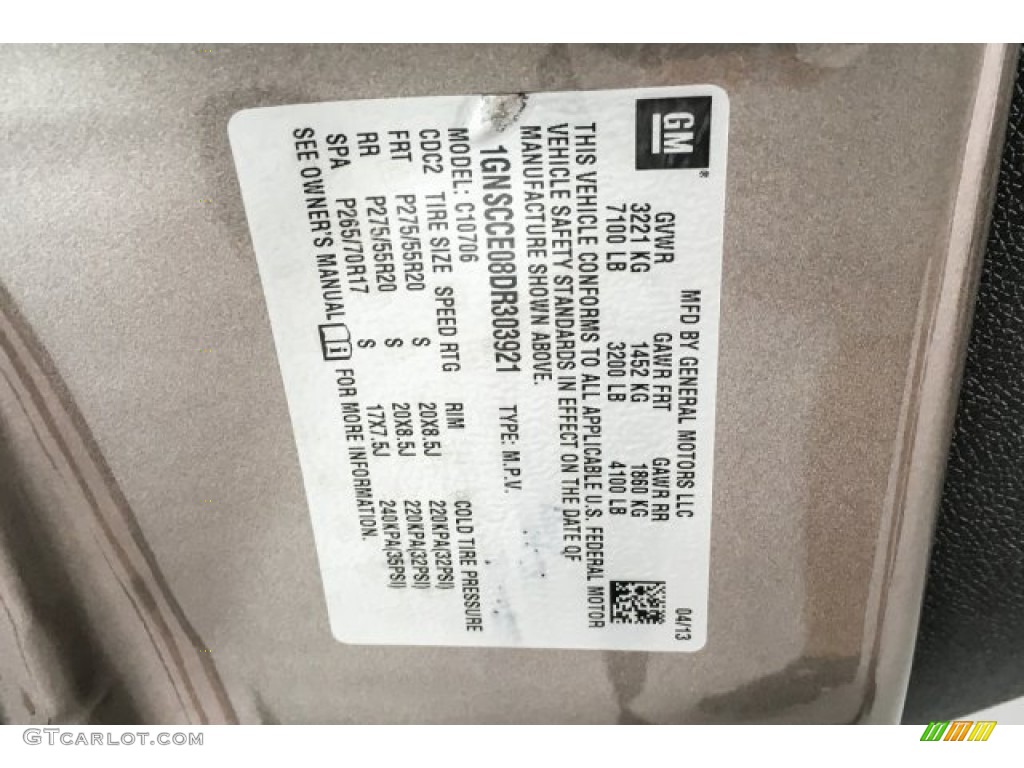 GM®
MFD BY GENERAL MOTORS LLC 04/13
GVWR GAWR FRT GAWR RR
3221 KG 1452 KG 1860 KG
7100 LB 3200 LB 4100 LB
THIS VEHICLE CONFORMS TO ALL APPLICABLE U.S. FEDERAL MOTOR
VEHICLE SAFETY STANDARDS IN EFFECT ON THE DATE OF
MANUFACTURE SHOWN ABOVE.
1GNSCCE08DR303921 TYPE: M.P.V.
MODEL: C10706
CDC2 TIRE SIZE SPEED RTG RIM COLD TIRE PRESSURE
FRT P275/55R20 S 20X8.5J 220KPA(32PSI)
RR P275/55R20 S 20X8.5J 220KPA(32PSI)
SPA P265/70R17 17X7.5J 240KPA(35PSI)
SEE OWNER'S MANUAL i FOR MORE INFORMATION.
GTCarlot.com